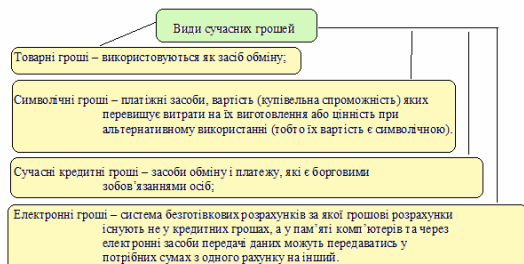 Види сучасних грошей
Товарні гроші – використовуються як засіб обміну;
Символічні гроші – платіжні засоби, вартість (купівельна спроможність) яких
перевищує витрати на їх виготовлення або цінність при
альтернативному використанні (тобто їх вартість є символічною).
Сучасні кредитні гроші – засоби обміну і платежу, які є борговими
зобов’язаннями осіб;
Електронні гроші – система безготівкових розрахунків за якої грошові розрахунки
існують не у кредитних грошах, а у пам’яті комп’ютерів та через
електронні засоби передачі даних можуть передаватись у
потрібних сумах з одного рахунку на інший.